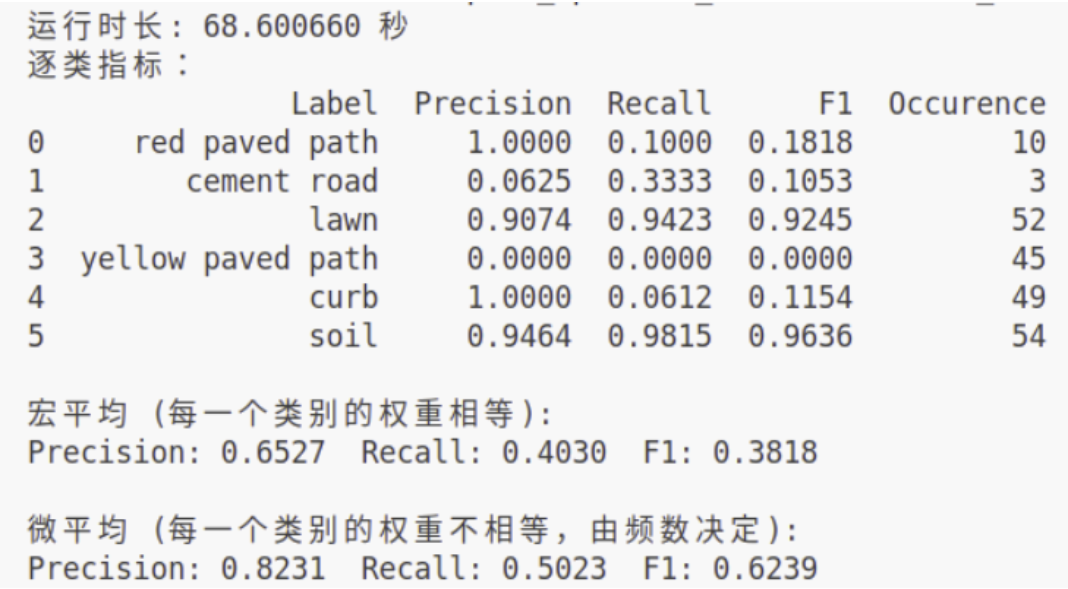 运行时长: 68.600660 秒
逐类指标：
Label Precision Recall F1 Occurence
0 red paved path 1.0000 0.1000 0.1818 10
1 cement road 0.0625 0.3333 0.1053 3
2 lawn 0.9074 0.9423 0.9245 52
3 yellow paved path 0.0000 0.0000 0.0000 45
4 curb 1.0000 0.0612 0.1154 49
5 soil 0.9464 0.9815 0.9636 54
宏平均 (每一个类别的权重相等):
Precision: 0.6527 Recall: 0.4030 F1: 0.3818
微平均 (每一个类别的权重不相等，由频数决定):
Precision: 0.8231 Recall: 0.5023 F1: 0.6239